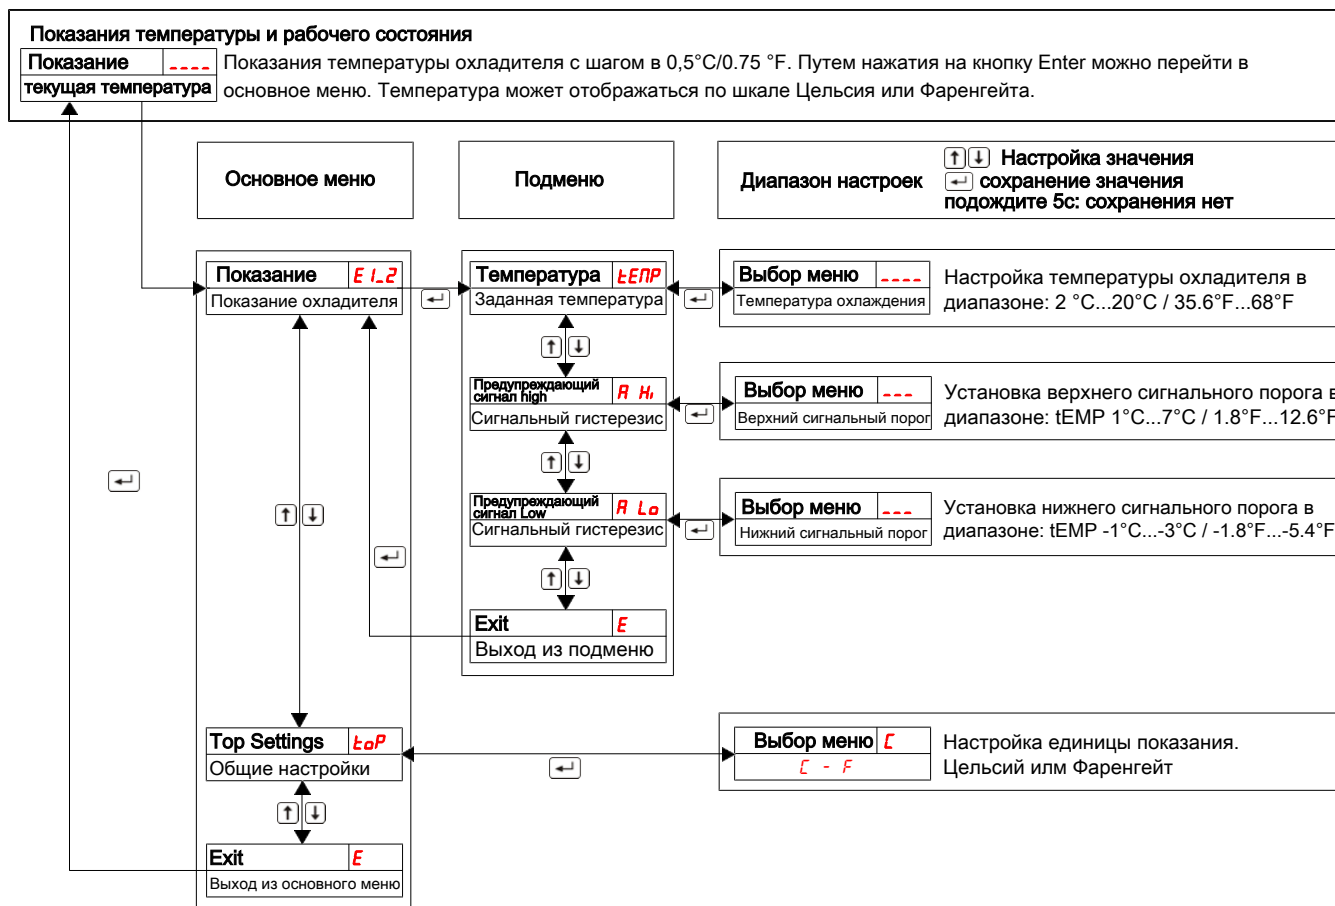 Показания температуры и рабочего состояния
Показание ----
текущая температура
Показания температуры охладителя с шагом в 0,5°C/0.75 °F. Путем нажатия на кнопку Enter можно перейти в
основное меню. Температура может отображаться по шкале Цельсия или Фаренгейта.
Основное меню
Подменю
Диапазон настроек
↑ ↓ Настройка значения
↵ сохранение значения
подождите 5с: сохранения нет
Показание E1_2
Показание охладителя
↵
Температура tEMP
Заданная температура
↵
Выбор меню ----
Температура охлаждения
Настройка температуры охладителя в
диапазоне: 2 °C...20°C / 35.6°F...68°F
↑ ↓
Предупреждающий
сигнал high A Hi
Сигнальный гистерезис
↵
Выбор меню ---
Верхний сигнальный порог
Установка верхнего сигнального порога в
диапазоне: tEMP 1°C...7°C / 1.8°F...12.6°F
↑ ↓
↵
↑ ↓
Предупреждающий
сигнал Low A Lo
Сигнальный гистерезис
↵
Выбор меню ---
Нижний сигнальный порог
Установка нижнего сигнального порога в
диапазоне: tEMP -1°C...-3°C / -1.8°F...-5.4°F
↵
↑ ↓
Exit E
Выход из подменю
Top Settings toP
Общие настройки
↵
Выбор меню C
C - F
Настройка единицы показания.
Цельсий илм Фаренгейт
↑ ↓
Exit E
Выход из основного меню